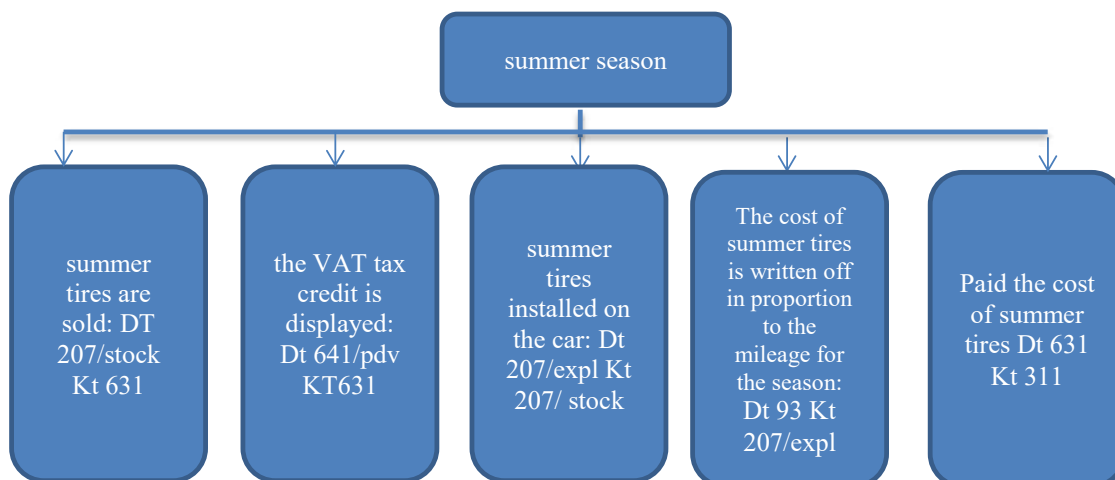 summer season
summer
tires are
sold: DT
207/stock
Kt 631
the VAT tax
credit is
displayed:
Dt 641/pdv
KT631
summer
tires
installed on
the car: Dt
207/expl Kt
207/ stock
The cost of
summer tires
is written off
in proportion
to the
mileage for
the season:
Dt 93 Kt
207/expl
Paid the cost
of summer
tires Dt 631
Kt 311